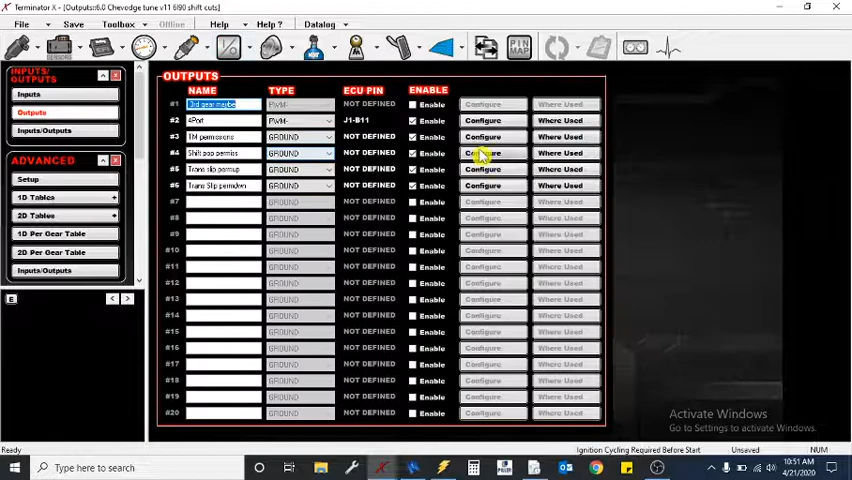 Terminator X - [Outputs::6.0 Chevedge tune v11 6/90 shift cuts]
File Save Toolbox Offline Help Help ? Datalog
SENSORS
PIN MAP
INPUTS/
OUTPUTS
Inputs
Outputs
Inputs/Outputs
ADVANCED
Setup
1D Tables +
2D Tables +
1D Per Gear Table
2D Per Gear Table
Inputs/Outputs
E
OUTPUTS
NAME TYPE ECU PIN ENABLE
#1 3rd gear maybe PWM- NOT DEFINED Enable Configure Where Used
#2 4Port PWM- J1-B11 Enable Configure Where Used
#3 TM permissons GROUND NOT DEFINED Enable Configure Where Used
#4 Shift pop permiss GROUND NOT DEFINED Enable Configure Where Used
#5 Trans slip permup GROUND NOT DEFINED Enable Configure Where Used
#6 Trans Slip permdwn GROUND NOT DEFINED Enable Configure Where Used
#7 GROUND NOT DEFINED Enable Configure Where Used
#8 GROUND NOT DEFINED Enable Configure Where Used
#9 GROUND NOT DEFINED Enable Configure Where Used
#10 GROUND NOT DEFINED Enable Configure Where Used
#11 GROUND NOT DEFINED Enable Configure Where Used
#12 GROUND NOT DEFINED Enable Configure Where Used
#13 GROUND NOT DEFINED Enable Configure Where Used
#14 GROUND NOT DEFINED Enable Configure Where Used
#15 GROUND NOT DEFINED Enable Configure Where Used
#16 GROUND NOT DEFINED Enable Configure Where Used
#17 GROUND NOT DEFINED Enable Configure Where Used
#18 GROUND NOT DEFINED Enable Configure Where Used
#19 GROUND NOT DEFINED Enable Configure Where Used
#20 GROUND NOT DEFINED Enable Configure Where Used
Activate Windows
Go to Settings to activate Windows.
Ready Ignition Cycling Required Before Start Unsaved NUM
Type here to search
10:51 AM
4/21/2020